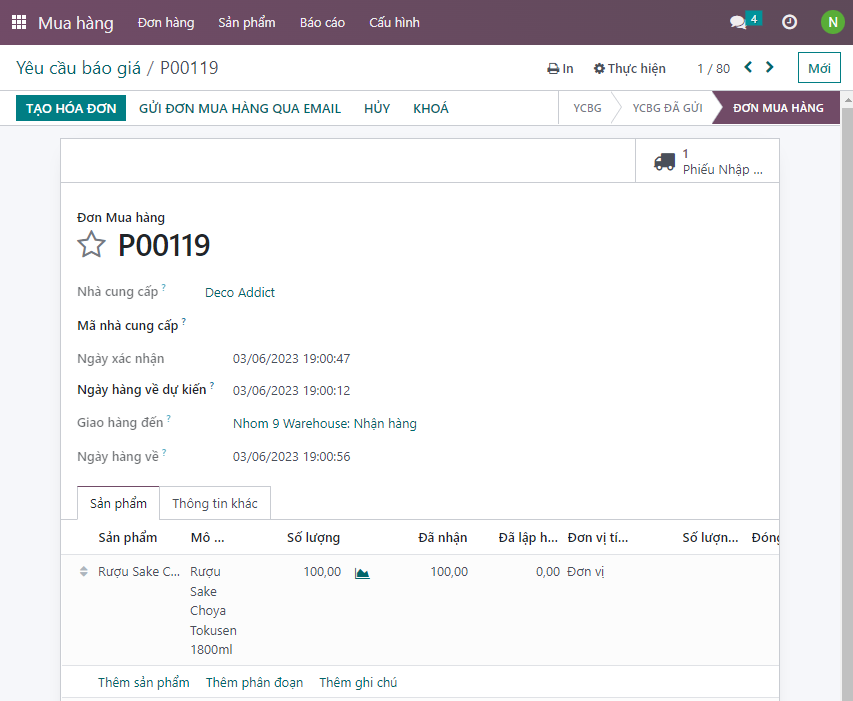 Mua hàng Đơn hàng Sản phẩm Báo cáo Cấu hình 4 N
Yêu cầu báo giá / P00119 In Thực hiện 1 / 80 Mới
TẠO HÓA ĐƠN GỬI ĐƠN MUA HÀNG QUA EMAIL HỦY KHOÁ YCBG YCBG ĐÃ GỬI ĐƠN MUA HÀNG
1
Phiếu Nhập ...
Đơn Mua hàng
P00119
Nhà cung cấp ? Deco Addict
Mã nhà cung cấp ?
Ngày xác nhận 03/06/2023 19:00:47
Ngày hàng về dự kiến ? 03/06/2023 19:00:12
Giao hàng đến ? Nhom 9 Warehouse: Nhận hàng
Ngày hàng về ? 03/06/2023 19:00:56
Sản phẩm Thông tin khác
Sản phẩm Mô ... Số lượng Đã nhận Đã lập h... Đơn vị tí... Số lượn... Đóng
Rượu Sake C... Rượu 100,00 100,00 0,00 Đơn vị
Sake
Choya
Tokusen
1800ml
Thêm sản phẩm Thêm phân đoạn Thêm ghi chú